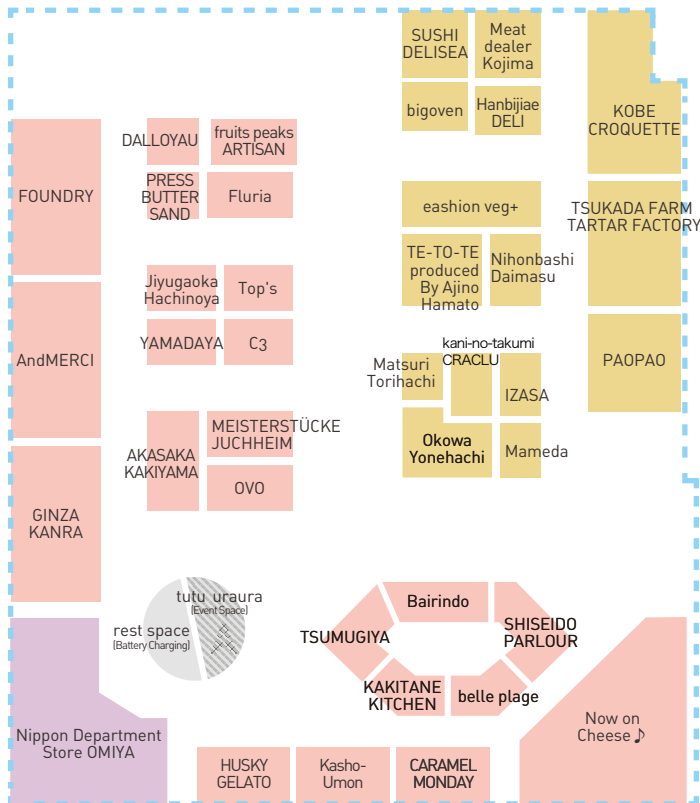 SUSHI
DELISEA
Meat
dealer
Kojima
bigoven
Hanbijiae
DELI
KOBE
CROQUETTE
DALLOYAU
fruits peaks
ARTISAN
PRESS
BUTTER
SAND
Fluria
FOUNDRY
eashion veg+
TSUKADA FARM
TARTAR FACTORY
TE-TO-TE
produced
By Ajino
Hamato
Nihonbashi
Daimasu
Jiyugaoka
Hachinoya
Top's
YAMADAYA
C3
AndMERCI
kani-no-takumi
CRACLU
Matsuri
Torihachi
IZASA
PAOPAO
Okowa
Yonehachi
Mameda
MEISTERSTÜCKE
JUCHHEIM
AKASAKA
KAKIYAMA
OVO
GINZA
KANRA
tutu uraura
(Event Space)
rest space
(Battery Charging)
Bairindo
TSUMUGIYA
SHISEIDO
PARLOUR
KAKITANE
KITCHEN
belle plage
Now on
Cheese♪
Nippon Department
Store OMIYA
HUSKY
GELATO
Kasho-
Umon
CARAMEL
MONDAY